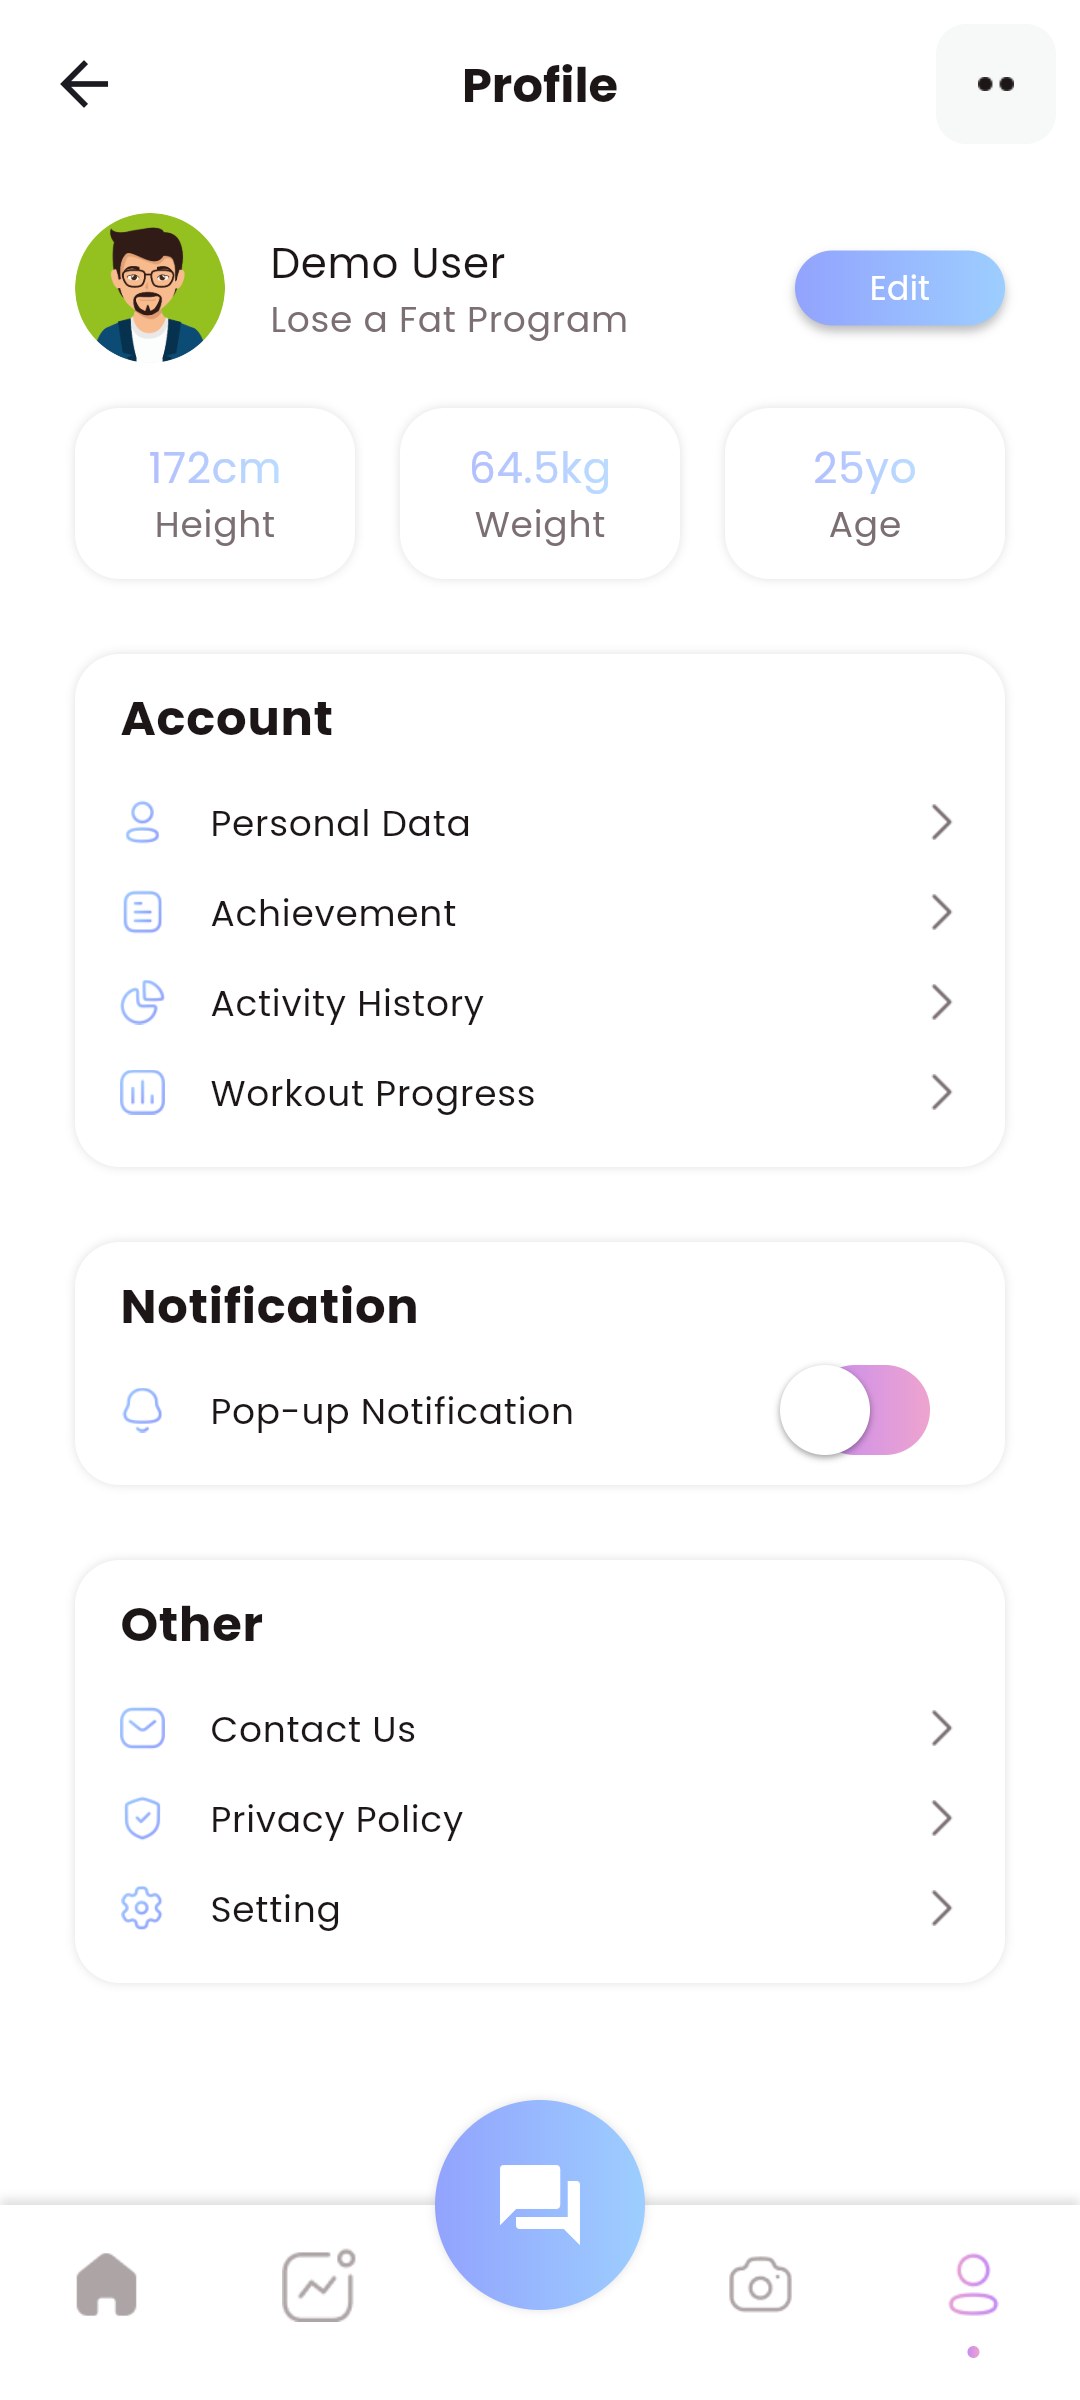 Profile
Demo User
Edit
Lose a Fat Program
172cm
64.5kg
25yo
Height
Weight
Age
Account
Personal Data
Achievement
Activity History
Workout Progress
Notification
Pop-up Notification
Other
Contact Us
Privacy Policy
Setting